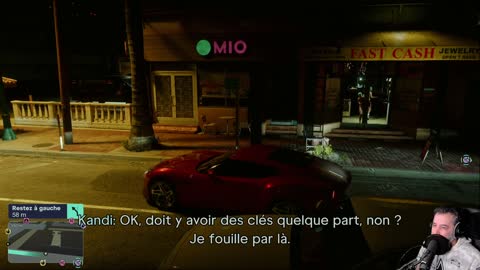 MIO
FAST CASH
JEWELRY
Restez à gauche
58 m
Kandi: OK, doit y avoir des clés quelque part, non ?
Je fouille par là.